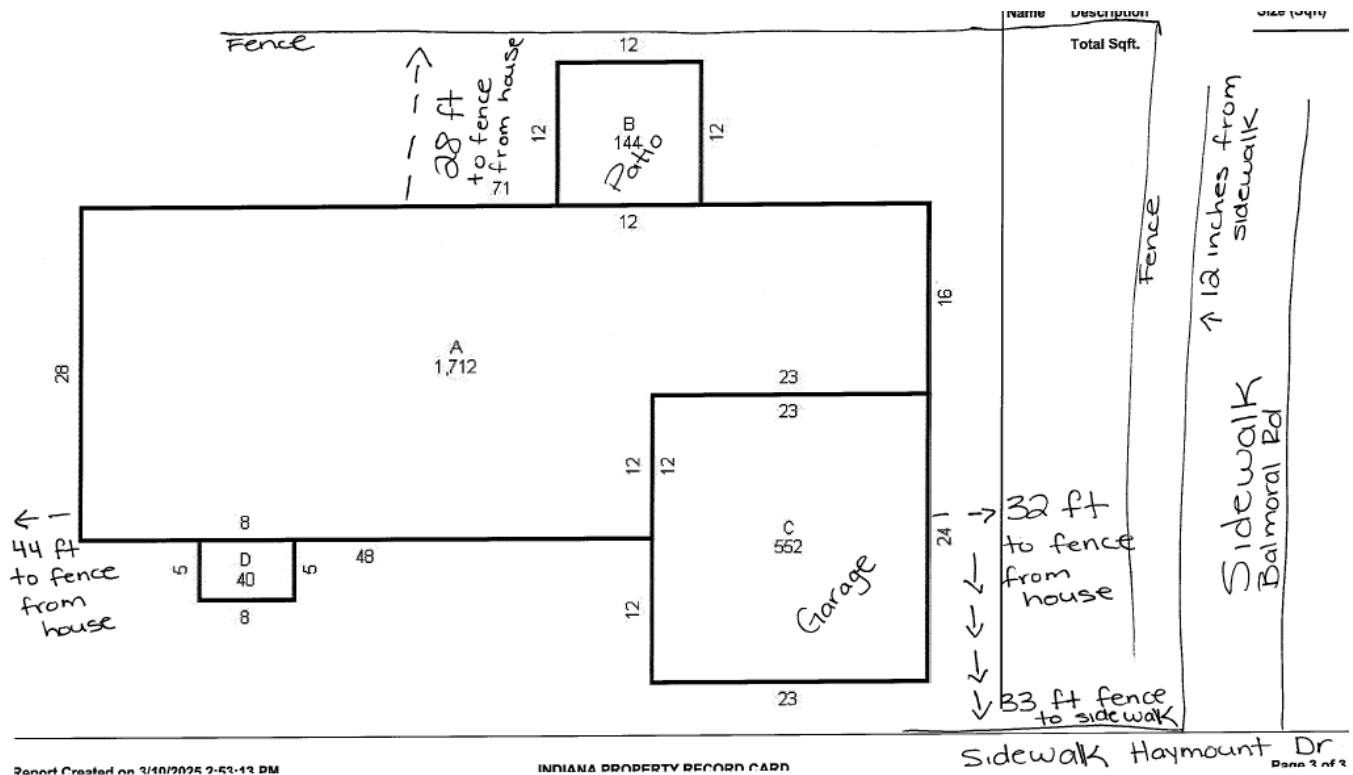 Name Description Size (Sqft)
Total Sqft.
Fence
28 ft
to fence
from house
12
12
12
B
144
Patio
71
12
28
A
1,712
16
23
23
12
12
Fence
↑ 12 inches from
sidewalk
Sidewalk
Balmoral Rd
44 ft
to fence
from
house
8
5
D
40
5
48
8
12
C
552
Garage
24
23
32 ft
to fence
from
house
33 ft fence
to sidewalk
Sidewalk Haymount Dr
Report Created on 3/10/2025 2:53:13 PM INDIANA PROPERTY RECORD CARD Page 3 of 3